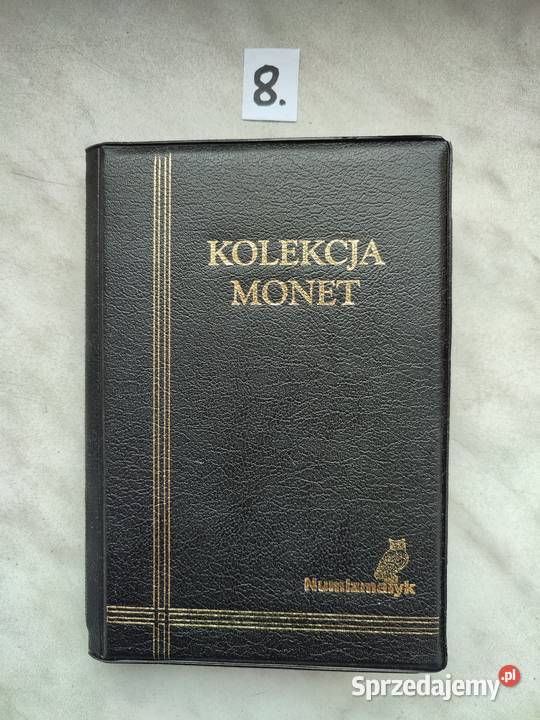 8.
KOLEKCJA
MONET
Numizmatyk
Sprzedajemy.pl